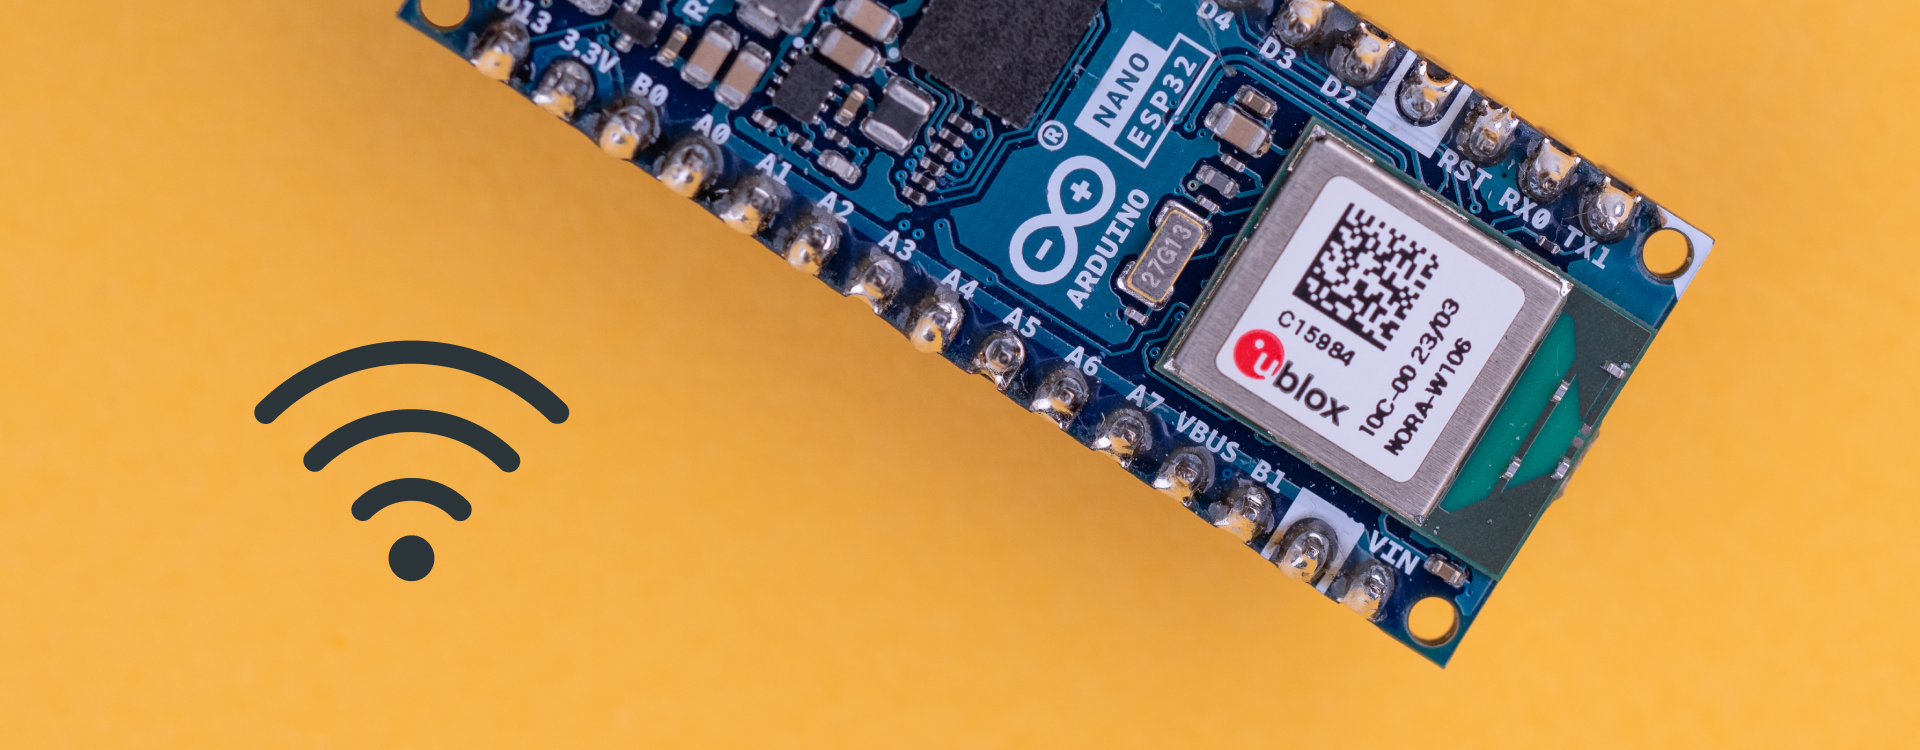 D13
3.3V
B0
A0
A1
A2
A3
A4
A5
A6
A7
VBUS
B1
VIN
D4
D3
D2
RST
RX0
TX1
NANO
ESP32
®
ARDUINO
27G13
C15984
ublox
10C-00 23/03
NORA-W106